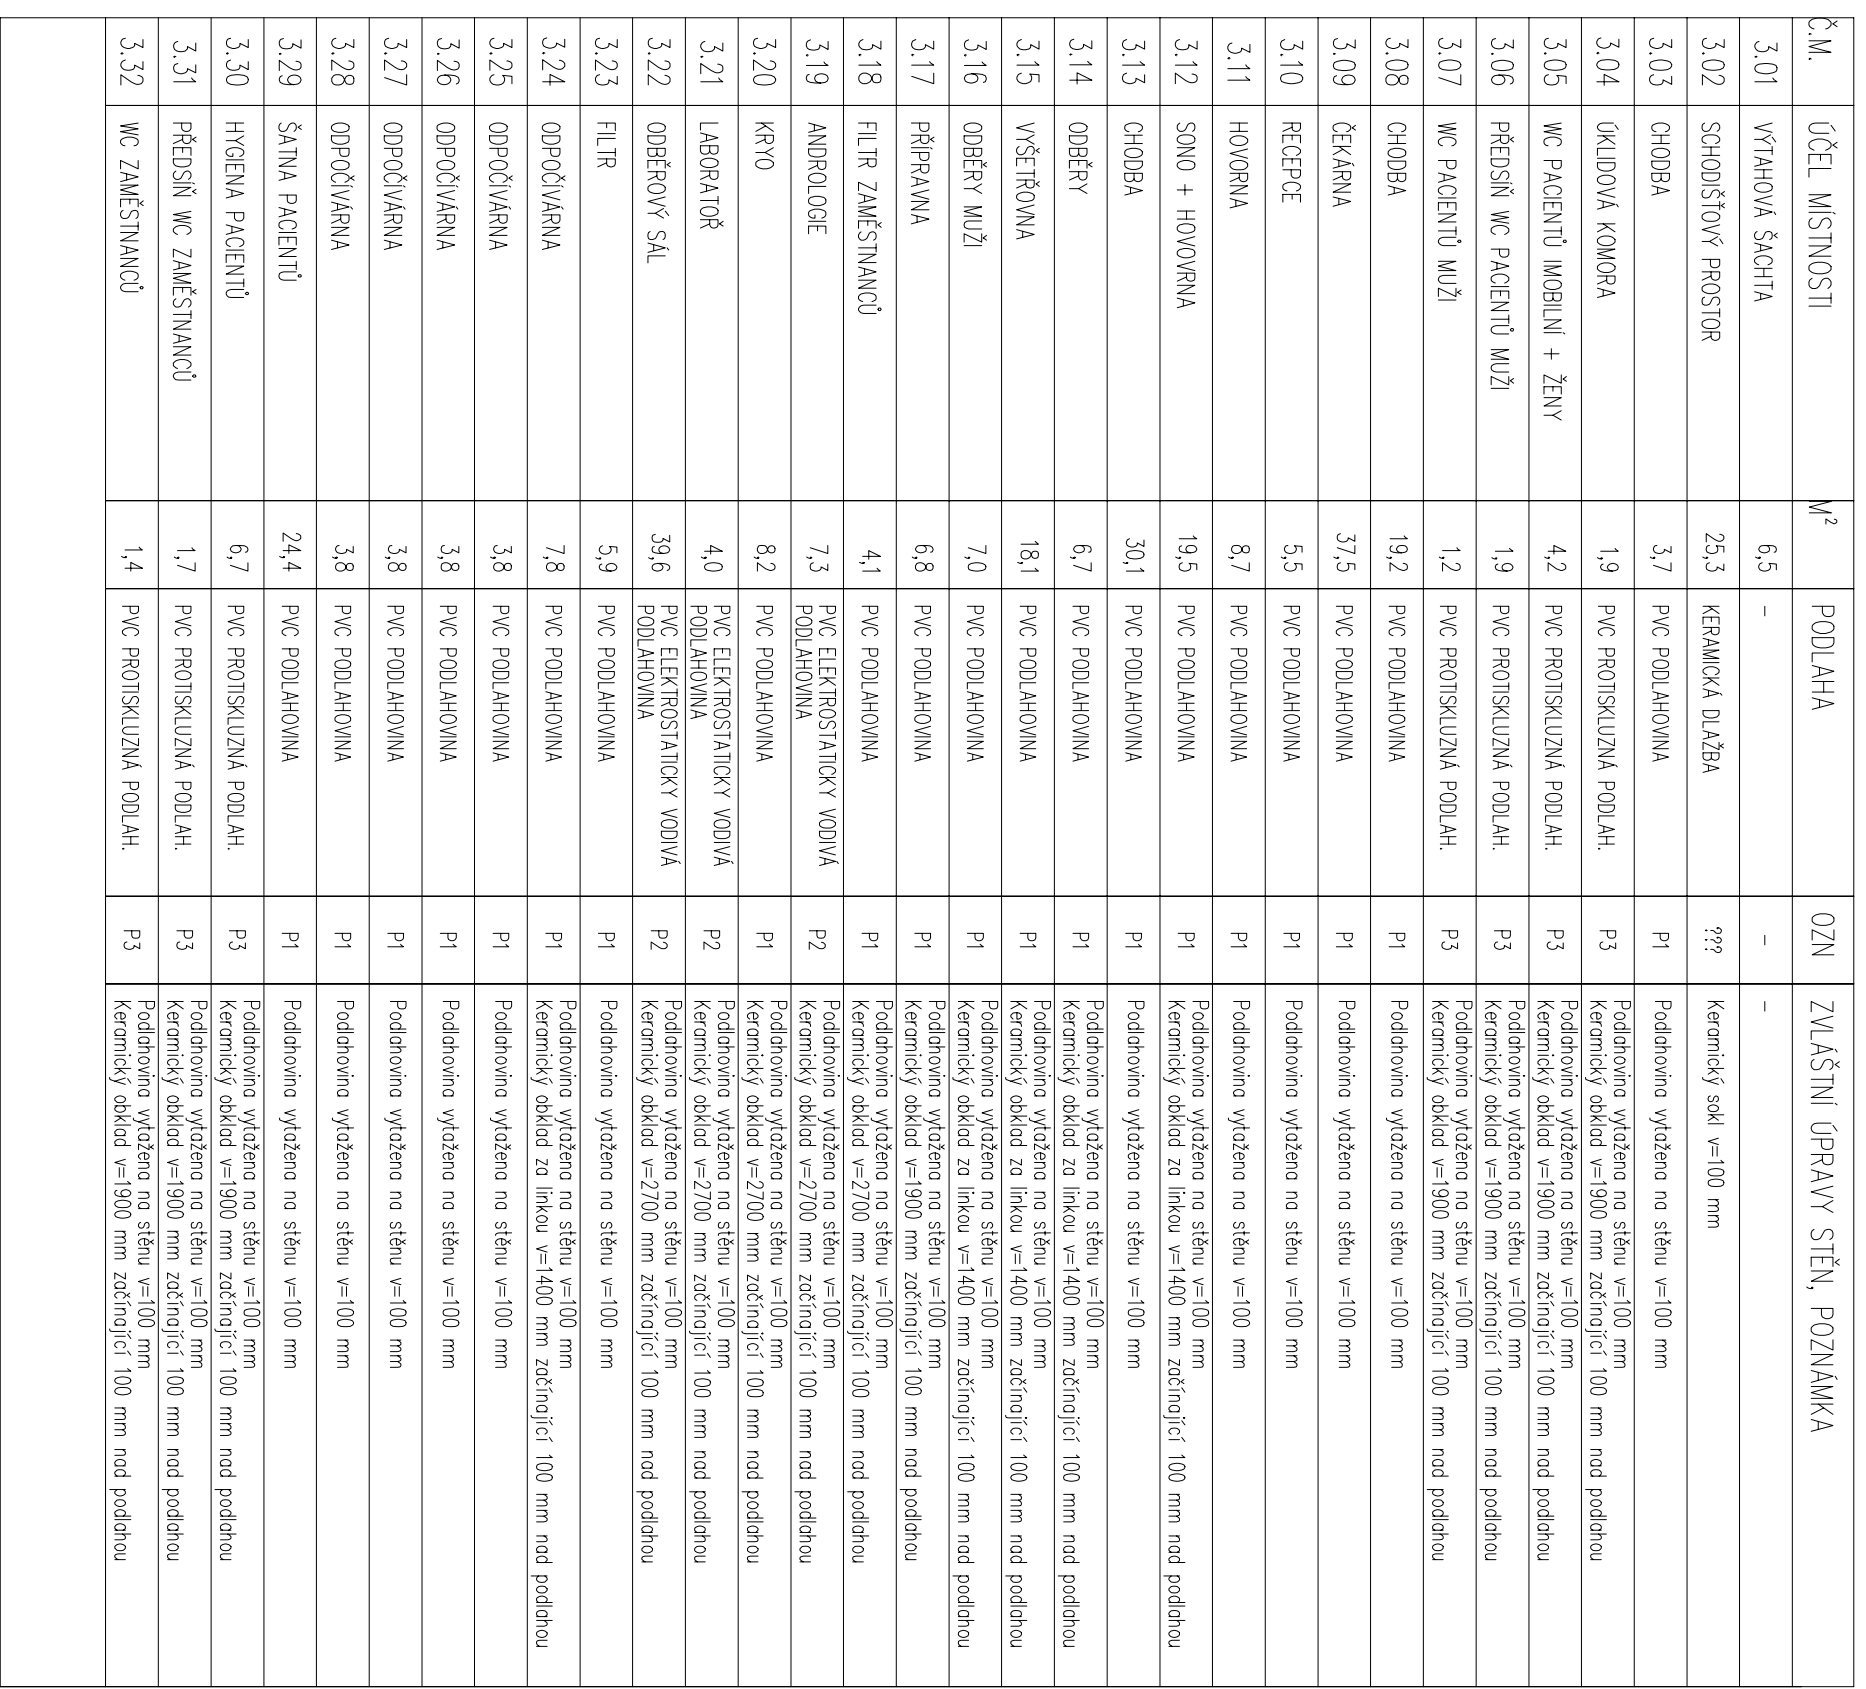 Č.M. ÚČEL MÍSTNOSTI M² PODLAHA OZN ZVLÁŠTNÍ ÚPRAVY STĚN, POZNÁMKA
3.01 VÝTAHOVÁ ŠACHTA 6,5 - - -
3.02 SCHODIŠŤOVÝ PROSTOR 25,3 KERAMICKÁ DLAŽBA ??? Keramický sokl v=100 mm
3.03 CHODBA 3,7 PVC PODLAHOVINA P1 Podlahovina vytažena na stěnu v=100 mm
3.04 ÚKLIDOVÁ KOMORA 1,9 PVC PROTISKLUZNÁ PODLAH. P3 Podlahovina vytažena na stěnu v=100 mm
Keramický obklad v=1900 mm začínající 100 mm nad podlahou
3.05 WC PACIENTŮ IMOBILNÍ + ŽENY 4,2 PVC PROTISKLUZNÁ PODLAH. P3 Podlahovina vytažena na stěnu v=100 mm
Keramický obklad v=1900 mm začínající 100 mm nad podlahou
3.06 PŘEDSÍŇ WC PACIENTŮ MUŽI 1,9 PVC PROTISKLUZNÁ PODLAH. P3 Podlahovina vytažena na stěnu v=100 mm
Keramický obklad v=1900 mm začínající 100 mm nad podlahou
3.07 WC PACIENTŮ MUŽI 1,2 PVC PROTISKLUZNÁ PODLAH. P3 Podlahovina vytažena na stěnu v=100 mm
Keramický obklad v=1900 mm začínající 100 mm nad podlahou
3.08 CHODBA 19,2 PVC PODLAHOVINA P1 Podlahovina vytažena na stěnu v=100 mm
3.09 ČEKÁRNA 37,5 PVC PODLAHOVINA P1 Podlahovina vytažena na stěnu v=100 mm
3.10 RECEPCE 5,5 PVC PODLAHOVINA P1 Podlahovina vytažena na stěnu v=100 mm
3.11 HOVORNA 8,7 PVC PODLAHOVINA P1 Podlahovina vytažena na stěnu v=100 mm
3.12 SONO + HOVOVRNA 19,5 PVC PODLAHOVINA P1 Podlahovina vytažena na stěnu v=100 mm
Keramický obklad za linkou v=1400 mm začínající 100 mm nad podlahou
3.13 CHODBA 30,1 PVC PODLAHOVINA P1 Podlahovina vytažena na stěnu v=100 mm
3.14 ODBĚRY 6,7 PVC PODLAHOVINA P1 Podlahovina vytažena na stěnu v=100 mm
Keramický obklad za linkou v=1400 mm začínající 100 mm nad podlahou
3.15 VYŠETŘOVNA 18,1 PVC PODLAHOVINA P1 Podlahovina vytažena na stěnu v=100 mm
Keramický obklad za linkou v=1400 mm začínající 100 mm nad podlahou
3.16 ODBĚRY MUŽI 7,0 PVC PODLAHOVINA P1 Podlahovina vytažena na stěnu v=100 mm
Keramický obklad za linkou v=1400 mm začínající 100 mm nad podlahou
3.17 PŘÍPRAVNA 6,8 PVC PODLAHOVINA P1 Podlahovina vytažena na stěnu v=100 mm
Keramický obklad v=1900 mm začínající 100 mm nad podlahou
3.18 FILTR ZAMĚSTNANCŮ 4,1 PVC PODLAHOVINA P1 Podlahovina vytažena na stěnu v=100 mm
Keramický obklad v=2700 mm začínající 100 mm nad podlahou
3.19 ANDROLOGIE 7,3 PVC ELEKTROSTATICKY VODIVÁ P2 Podlahovina vytažena na stěnu v=100 mm
PODLAHOVINA Keramický obklad v=2700 mm začínající 100 mm nad podlahou
3.20 KRYO 8,2 PVC PODLAHOVINA P1 Podlahovina vytažena na stěnu v=100 mm
Keramický obklad v=2700 mm začínající 100 mm nad podlahou
3.21 LABORATOŘ 4,0 PVC ELEKTROSTATICKY VODIVÁ P2 Podlahovina vytažena na stěnu v=100 mm
PODLAHOVINA Keramický obklad v=2700 mm začínající 100 mm nad podlahou
3.22 ODBĚROVÝ SÁL 39,6 PVC ELEKTROSTATICKY VODIVÁ P2 Podlahovina vytažena na stěnu v=100 mm
PODLAHOVINA Keramický obklad v=2700 mm začínající 100 mm nad podlahou
3.23 FILTR 5,9 PVC PODLAHOVINA P1 Podlahovina vytažena na stěnu v=100 mm
3.24 ODPOČÍVÁRNA 7,8 PVC PODLAHOVINA P1 Podlahovina vytažena na stěnu v=100 mm
Keramický obklad za linkou v=1400 mm začínající 100 mm nad podlahou
3.25 ODPOČÍVÁRNA 3,8 PVC PODLAHOVINA P1 Podlahovina vytažena na stěnu v=100 mm
3.26 ODPOČÍVÁRNA 3,8 PVC PODLAHOVINA P1 Podlahovina vytažena na stěnu v=100 mm
3.27 ODPOČÍVÁRNA 3,8 PVC PODLAHOVINA P1 Podlahovina vytažena na stěnu v=100 mm
3.28 ODPOČÍVÁRNA 3,8 PVC PODLAHOVINA P1 Podlahovina vytažena na stěnu v=100 mm
3.29 ŠATNA PACIENTŮ 24,4 PVC PODLAHOVINA P1 Podlahovina vytažena na stěnu v=100 mm
3.30 HYGIENA PACIENTŮ 6,7 PVC PROTISKLUZNÁ PODLAH. P3 Podlahovina vytažena na stěnu v=100 mm
Keramický obklad v=1900 mm začínající 100 mm nad podlahou
3.31 PŘEDSÍŇ WC ZAMĚSTNANCŮ 1,7 PVC PROTISKLUZNÁ PODLAH. P3 Podlahovina vytažena na stěnu v=100 mm
Keramický obklad v=1900 mm začínající 100 mm nad podlahou
3.32 WC ZAMĚSTNANCŮ 1,4 PVC PROTISKLUZNÁ PODLAH. P3 Podlahovina vytažena na stěnu v=100 mm
Keramický obklad v=1900 mm začínající 100 mm nad podlahou